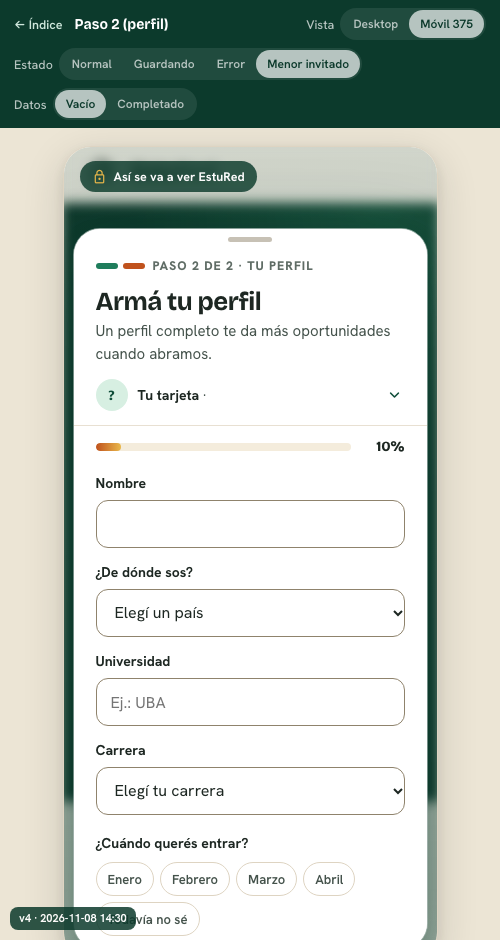 ← Índice Paso 2 (perfil) Vista Desktop Móvil 375
Estado Normal Guardando Error Menor invitado
Datos Vacío Completado
Así se va a ver EstuRed
PASO 2 DE 2 · TU PERFIL
Armá tu perfil
Un perfil completo te da más oportunidades
cuando abramos.
? Tu tarjeta ·
10%
Nombre
¿De dónde sos?
Elegí un país
Universidad
Ej.: UBA
Carrera
Elegí tu carrera
¿Cuándo querés entrar?
Enero Febrero Marzo Abril
v4 · 2026-11-08 14:30 no sé